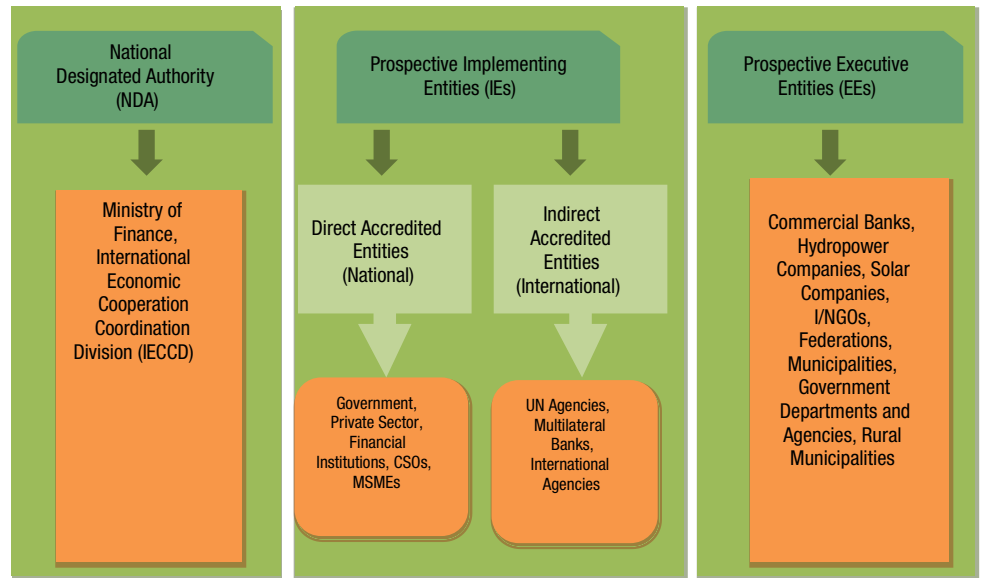 National
Designated Authority
(NDA)
Ministry of
Finance,
International
Economic
Cooperation
Coordination
Division (IECCD)
Prospective Implementing
Entities (IEs)
Direct Accredited
Entities
(National)
Government,
Private Sector,
Financial
Institutions, CSOs,
MSMEs
Indirect
Accredited
Entities
(International)
UN Agencies,
Multilateral
Banks,
International
Agencies
Prospective Executive
Entities (EEs)
Commercial Banks,
Hydropower
Companies, Solar
Companies,
I/NGOs,
Federations,
Municipalities,
Government
Departments and
Agencies, Rural
Municipalities